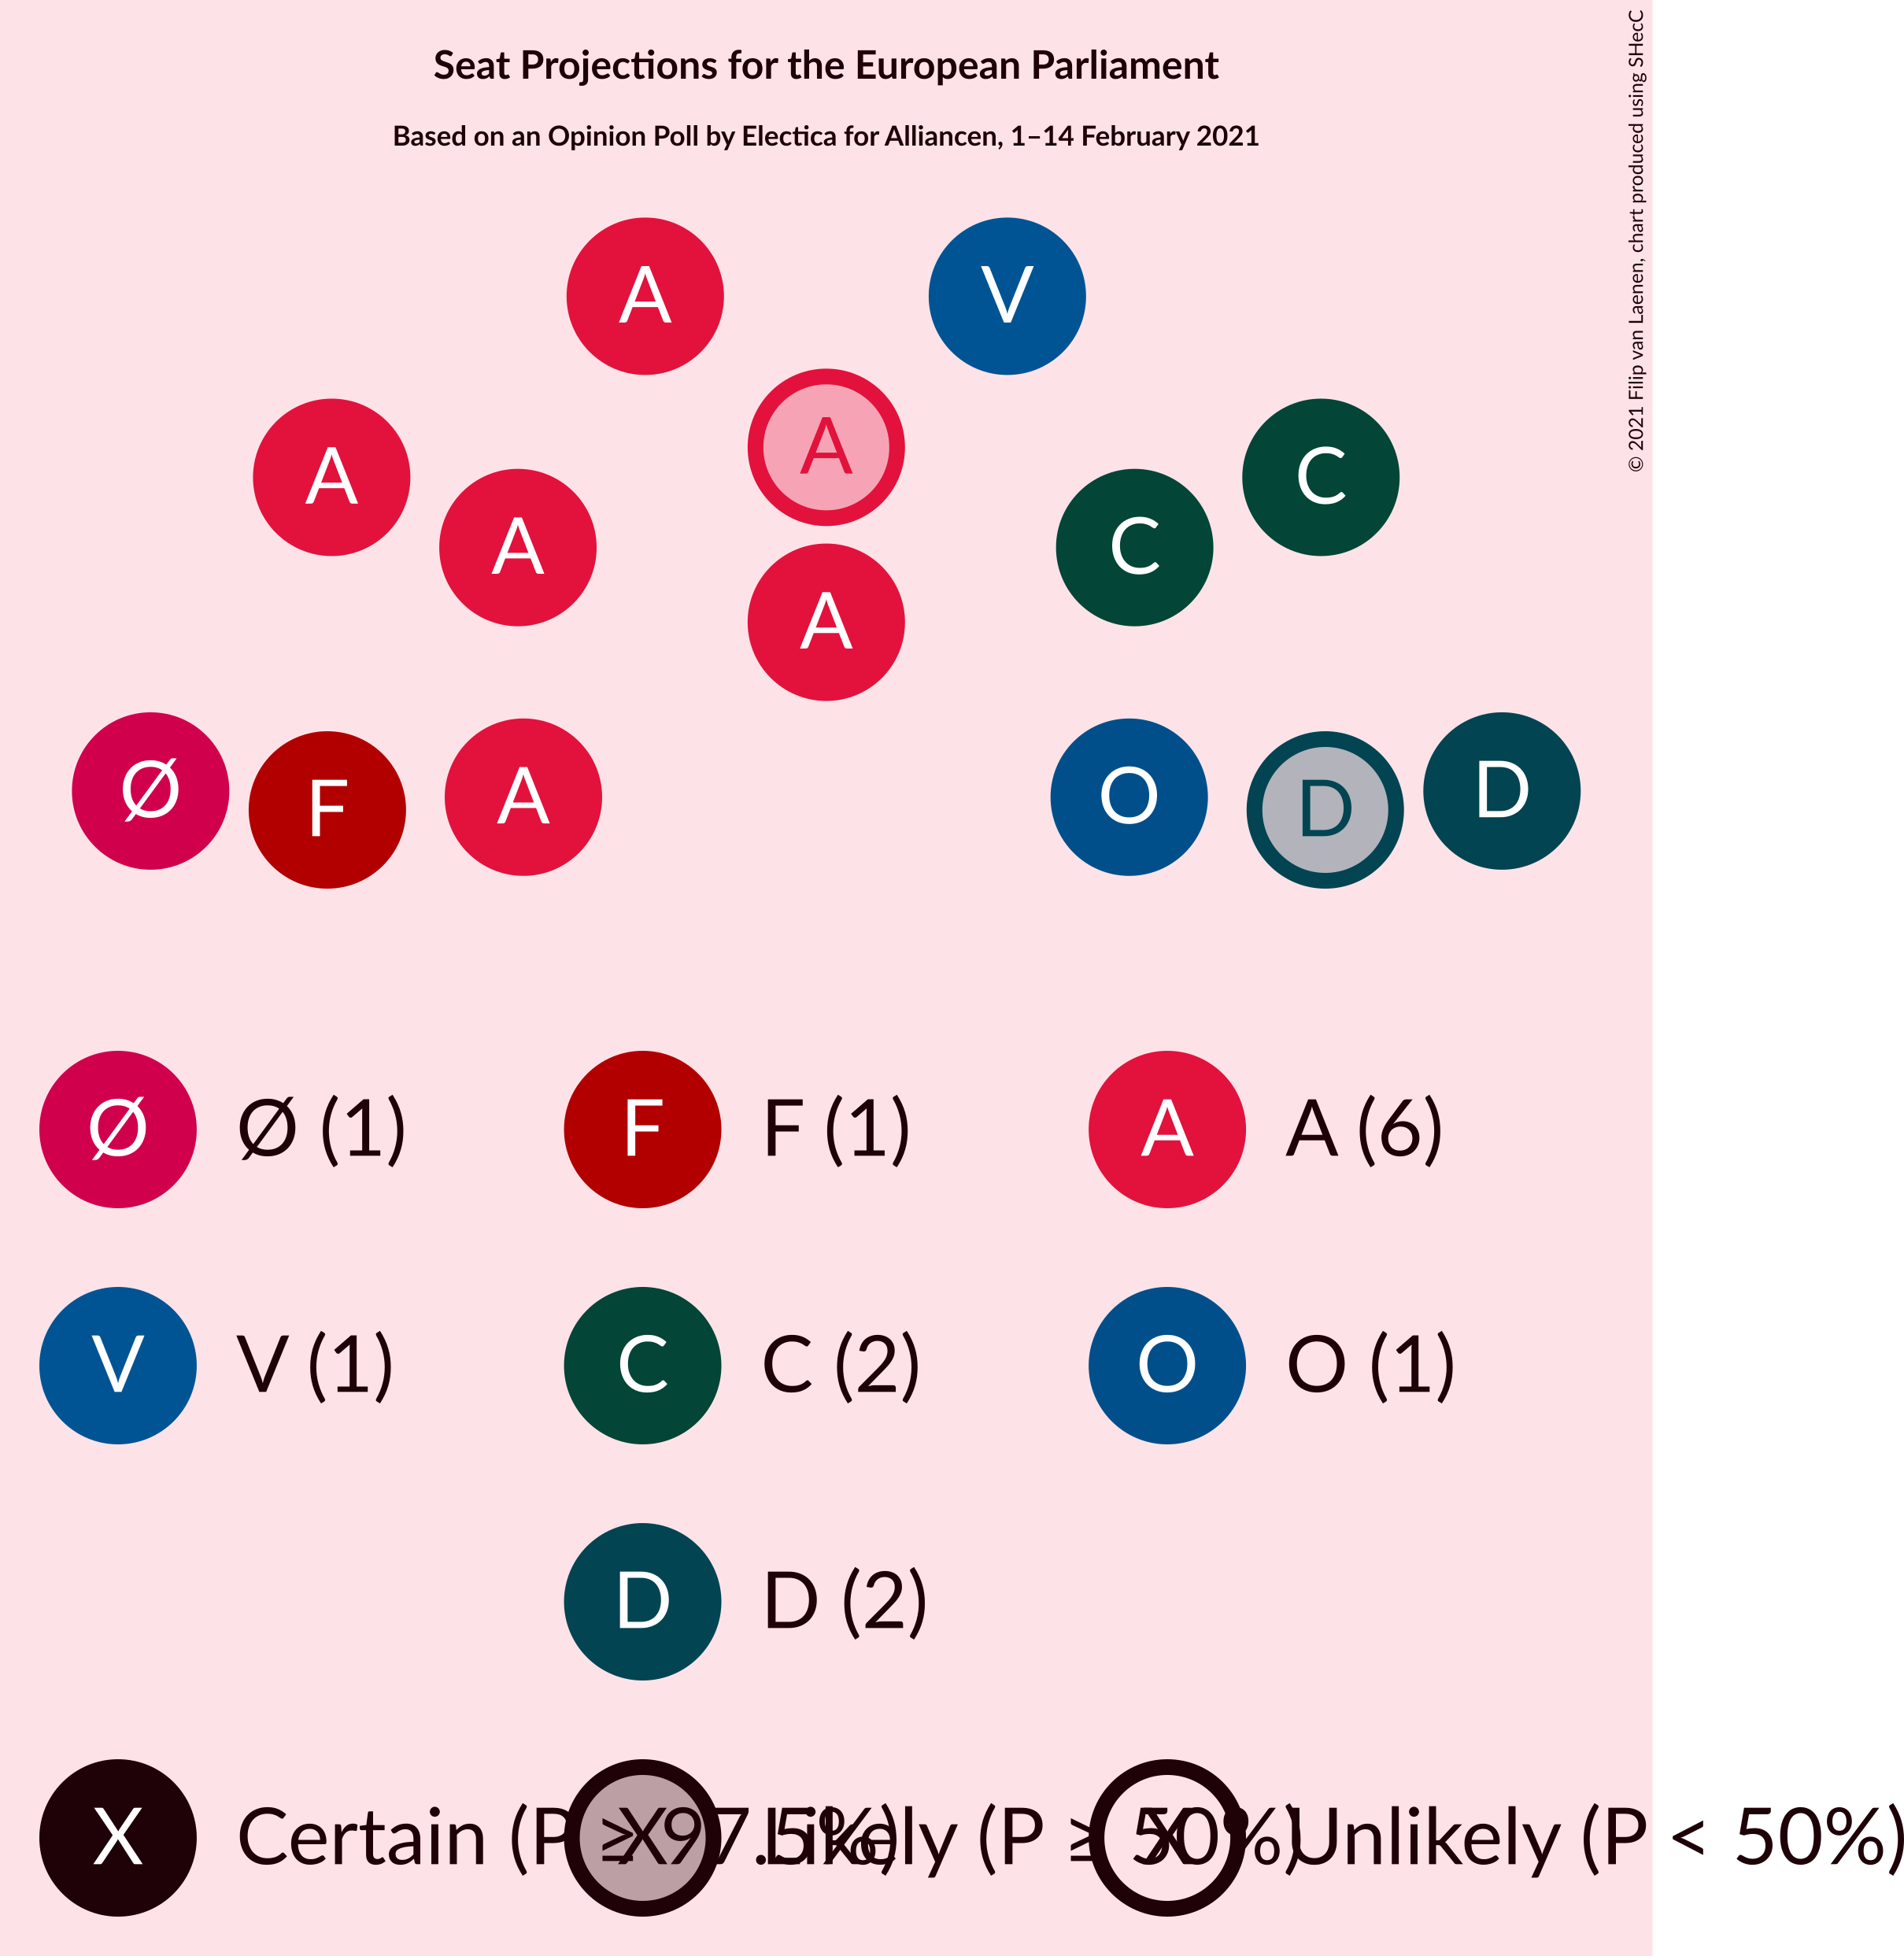 Seat Projections for the European Parliament
Based on an Opinion Poll by Electica for Alliancen, 1–14 February 2021
© 2021 Filip van Laenen, chart produced using SHecC
A V
A
A C
A C
A
Ø F A O D D
Ø Ø (1) F F (1) A A (6)
V V (1) C C (2) O O (1)
D D (2)
X Certain (P ≥ 97.5%) X Likely (P ≥ 50%) X Unlikely (P < 50%)